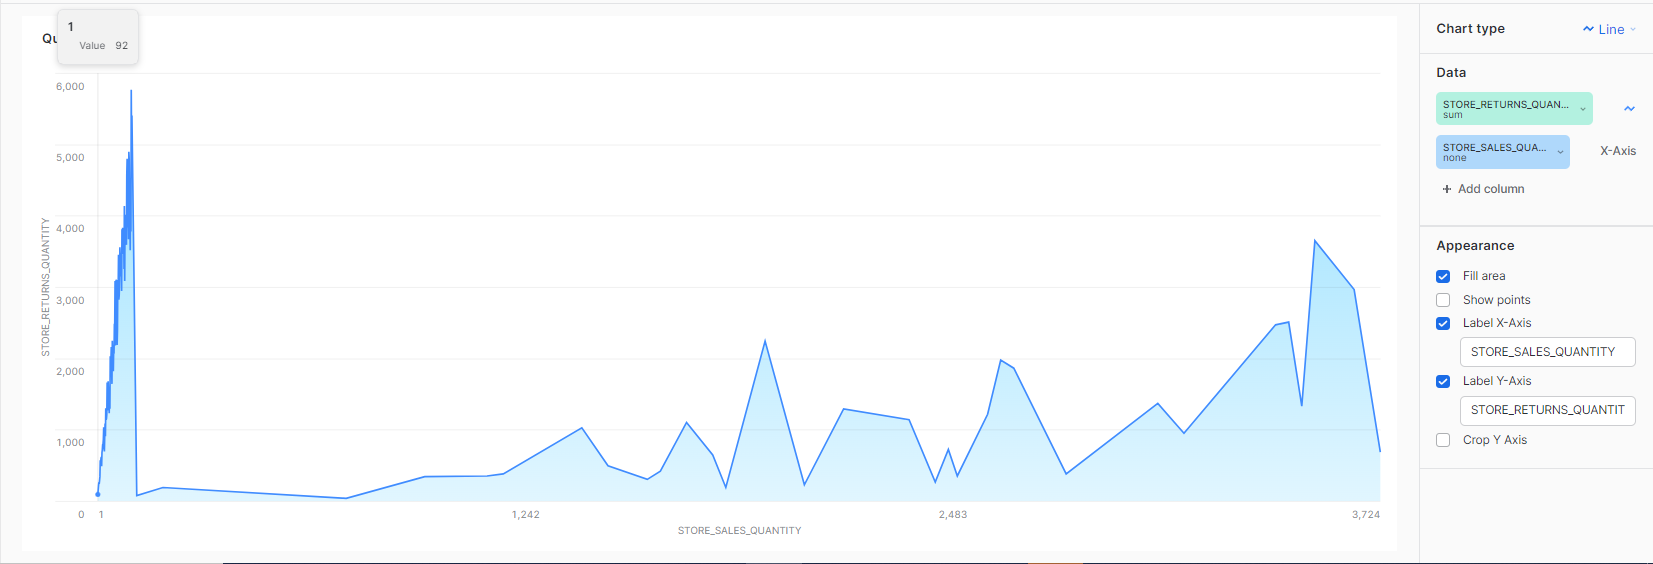 1
Value 92
Qu
6,000
5,000
4,000
3,000
2,000
1,000
0
STORE_RETURNS_QUANTITY
1
1,242
2,483
3,724
STORE_SALES_QUANTITY
Chart type
Line
Data
STORE_RETURNS_QUAN...
sum
STORE_SALES_QUA...
none
X-Axis
+ Add column
Appearance
Fill area
Show points
Label X-Axis
STORE_SALES_QUANTITY
Label Y-Axis
STORE_RETURNS_QUANTIT
Crop Y Axis